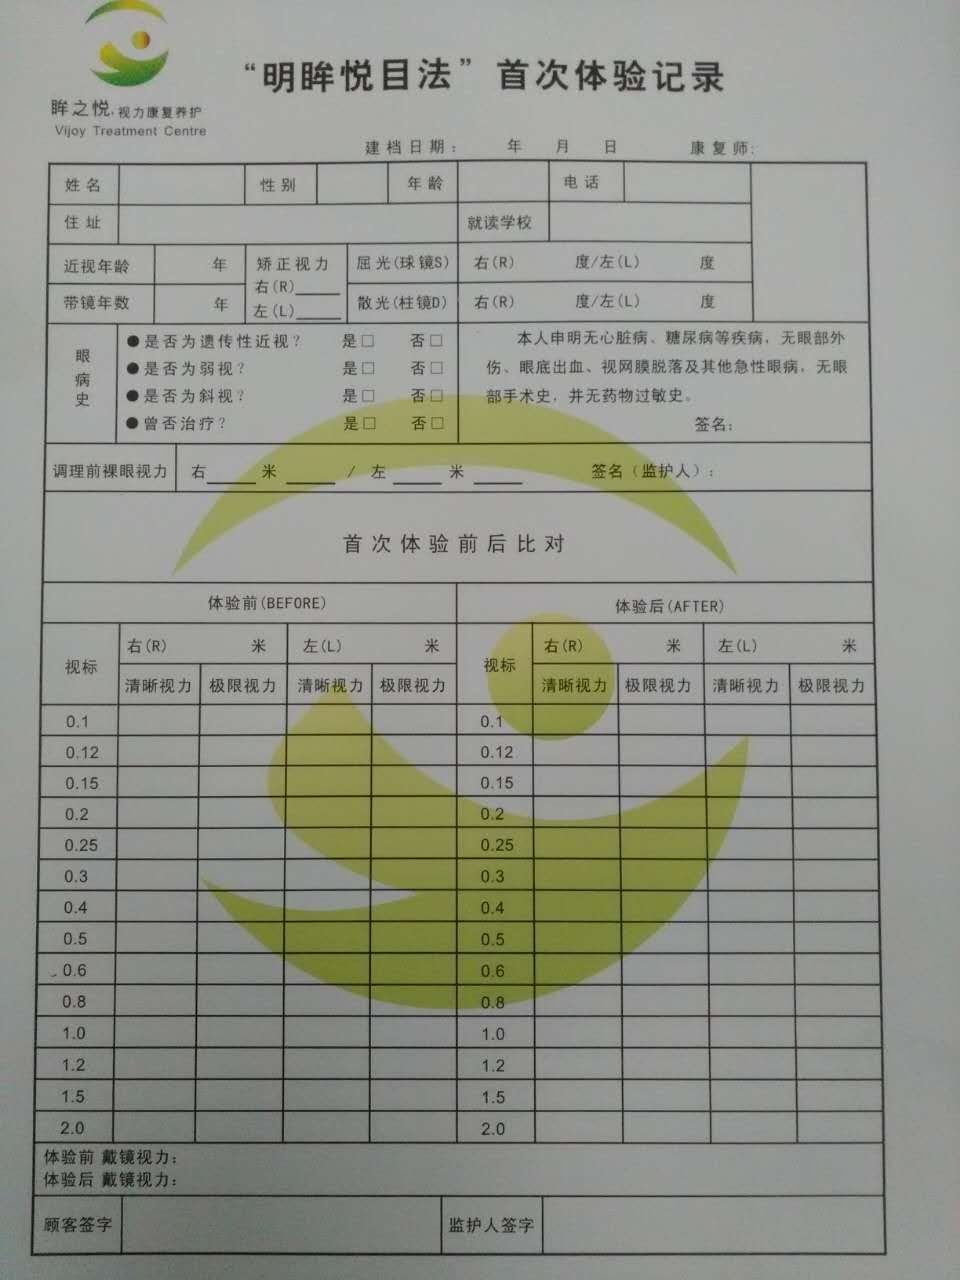 “明眸悦目法”首次体验记录
眸之悦·视力康复养护
Vijoy Treatment Centre
建档日期: 年 月 日 康复师:
姓名 性别 年龄 电话
住址 就读学校
近视年龄 年 矫正视力 屈光(球镜S) 右(R) 度/左(L) 度
右(R)____
带镜年数 年 左(L)____ 散光(柱镜D) 右(R) 度/左(L) 度
眼病史
●是否为遗传性近视? 是□ 否□
●是否为弱视? 是□ 否□
●是否为斜视? 是□ 否□
●曾否治疗? 是□ 否□
本人申明无心脏病、糖尿病等疾病,无眼部外
伤、眼底出血、视网膜脱落及其他急性眼病,无眼
部手术史,并无药物过敏史。
签名:
调理前裸眼视力 右____米____/左____米____ 签名(监护人):
首次体验前后比对
体验前(BEFORE) 体验后(AFTER)
视标 右(R) 米 左(L) 米 视标 右(R) 米 左(L) 米
清晰视力 极限视力 清晰视力 极限视力 清晰视力 极限视力 清晰视力 极限视力
0.1 0.1
0.12 0.12
0.15 0.15
0.2 0.2
0.25 0.25
0.3 0.3
0.4 0.4
0.5 0.5
0.6 0.6
0.8 0.8
1.0 1.0
1.2 1.2
1.5 1.5
2.0 2.0
体验前 戴镜视力:
体验后 戴镜视力:
顾客签字 监护人签字